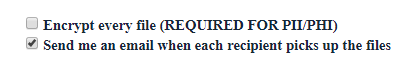 Encrypt every file (REQUIRED FOR PII/PHI)
Send me an email when each recipient picks up the files